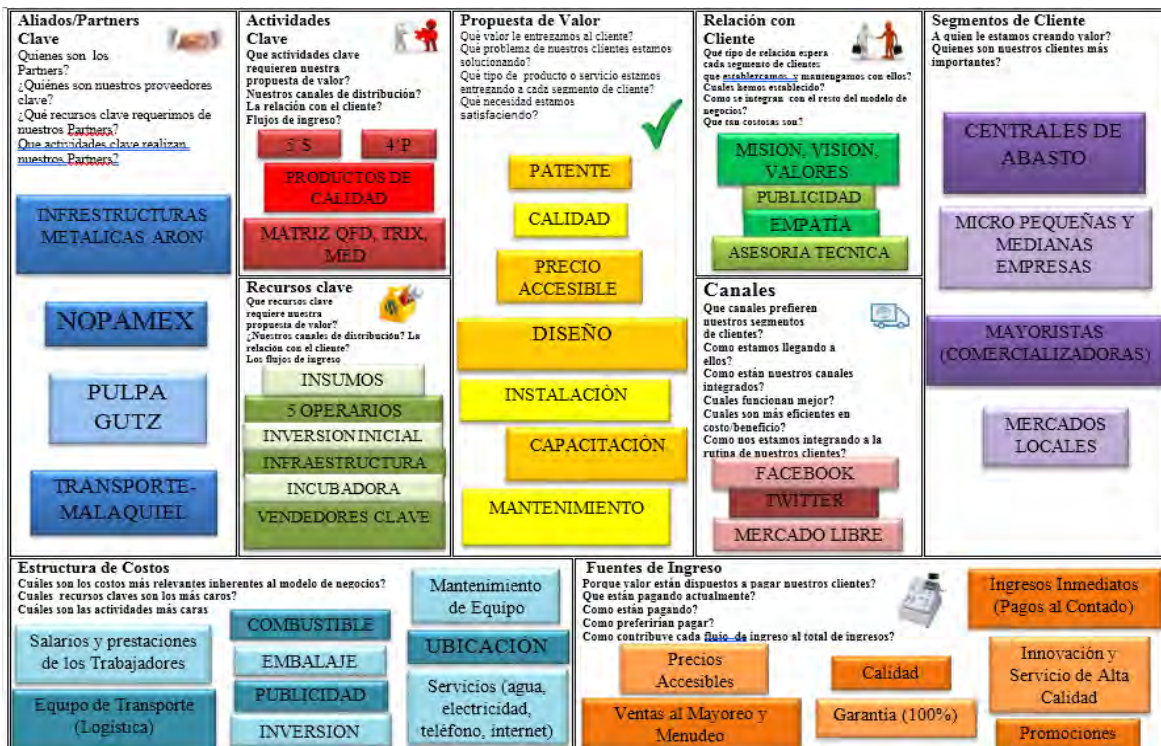 Aliados/Partners
Clave
Quienes son los
Partners?
¿Quiénes son nuestros proveedores
clave?
¿Qué recursos clave requerimos de
nuestros Partners?
Que actividades clave realizan
nuestros Partners?
INFRESTRUCTURAS
METALICAS ARON
NOPAMEX
PULPA
GUTZ
TRANSPORTE-
MALAQUIEL
Actividades
Clave
Que actividades clave
requieren nuestra
propuesta de valor?
Nuestros canales de distribución?
La relación con el cliente?
Flujos de ingreso?
5´S
4´P
PRODUCTOS DE
CALIDAD
MATRIZ QFD, TRIX,
MED
Recursos clave
Que recursos clave
requiere nuestra
propuesta de valor?
¿Nuestros canales de distribución? La
relación con el cliente?
Los flujos de ingreso
INSUMOS
5 OPERARIOS
INVERSION INICIAL
INFRAESTRUCTURA
INCUBADORA
VENDEDORES CLAVE
Propuesta de Valor
Qué valor le entregamos al cliente?
Qué problema de nuestros clientes estamos
solucionando?
Qué tipo de producto o servicio estamos
entregando a cada segmento de cliente?
Qué necesidad estamos
satisfaciendo?
PATENTE
CALIDAD
PRECIO
ACCESIBLE
DISEÑO
INSTALACIÒN
CAPACITACIÒN
MANTENIMIENTO
Relación con
Cliente
Qué tipo de relación espera
cada segmento de clientes
que establezcamos y mantengamos con ellos?
Cuales hemos establecido?
Como se integran con el resto del modelo de
negocios?
Que tan costosas son?
MISION, VISION,
VALORES
PUBLICIDAD
EMPATÍA
ASESORIA TECNICA
Canales
Que canales prefieren
nuestros segmentos
de clientes?
Como estamos llegando a
ellos?
Como están nuestros canales
integrados?
Cuales funcionan mejor?
Cuales son más eficientes en
costo/beneficio?
Como nos estamos integrando a la
rutina de nuestros clientes?
FACEBOOK
TWITTER
MERCADO LIBRE
Segmentos de Cliente
A quien le estamos creando valor?
Quienes son nuestros clientes más
importantes?
CENTRALES DE
ABASTO
MICRO PEQUEÑAS Y
MEDIANAS
EMPRESAS
MAYORISTAS
(COMERCIALIZADORAS)
MERCADOS
LOCALES
Estructura de Costos
Cuáles son los costos más relevantes inherentes al modelo de negocios?
Cuales recursos claves son los más caros?
Cuáles son las actividades más caras
Salarios y prestaciones
de los Trabajadores
Equipo de Transporte
(Logística)
COMBUSTIBLE
EMBALAJE
PUBLICIDAD
INVERSION
Mantenimiento
de Equipo
UBICACIÒN
Servicios (agua,
electricidad,
teléfono, internet)
Fuentes de Ingreso
Porque valor están dispuestos a pagar nuestros clientes?
Que están pagando actualmente?
Como están pagando?
Como preferirían pagar?
Como contribuye cada flujo de ingreso al total de ingresos?
Precios
Accesibles
Ventas al Mayoreo y
Menudeo
Calidad
Garantía (100%)
Ingresos Inmediatos
(Pagos al Contado)
Innovación y
Servicio de Alta
Calidad
Promociones